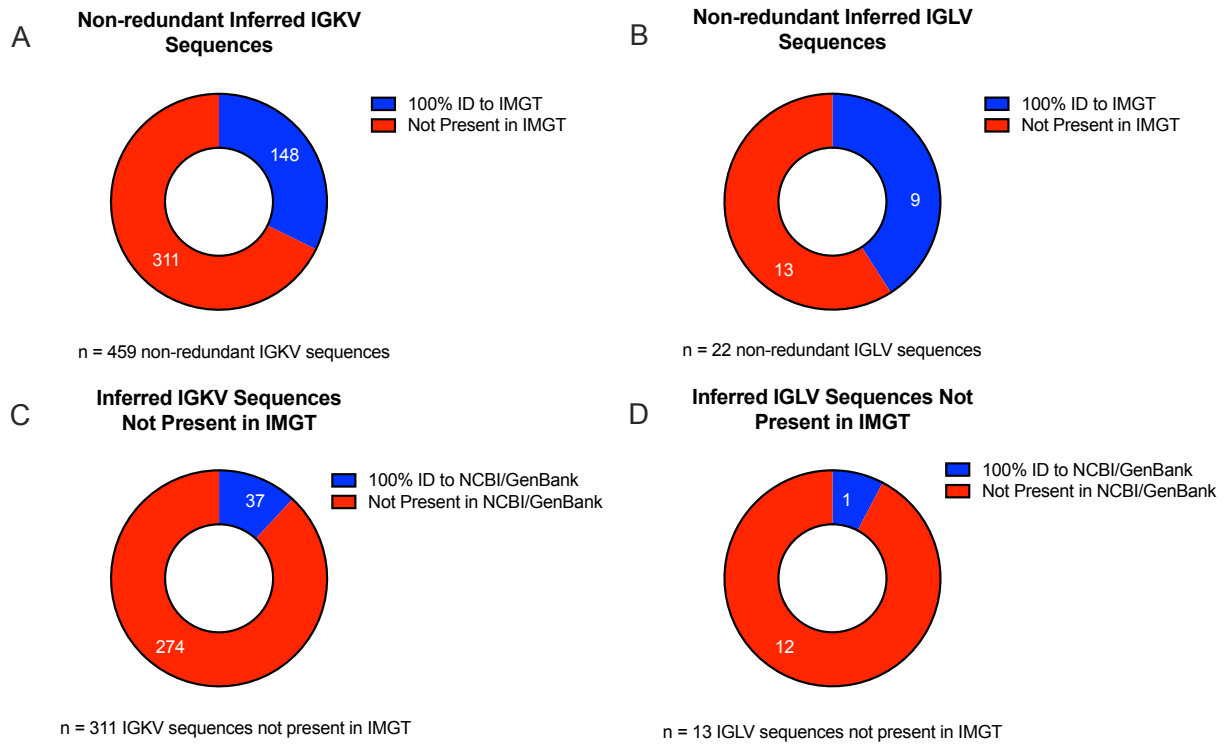 A
Non-redundant Inferred IGKV
Sequences
100% ID to IMGT
Not Present in IMGT
148
311
n = 459 non-redundant IGKV sequences
B
Non-redundant Inferred IGLV
Sequences
100% ID to IMGT
Not Present in IMGT
9
13
n = 22 non-redundant IGLV sequences
C
Inferred IGKV Sequences
Not Present in IMGT
100% ID to NCBI/GenBank
Not Present in NCBI/GenBank
37
274
n = 311 IGKV sequences not present in IMGT
D
Inferred IGLV Sequences Not
Present in IMGT
100% ID to NCBI/GenBank
Not Present in NCBI/GenBank
1
12
n = 13 IGLV sequences not present in IMGT